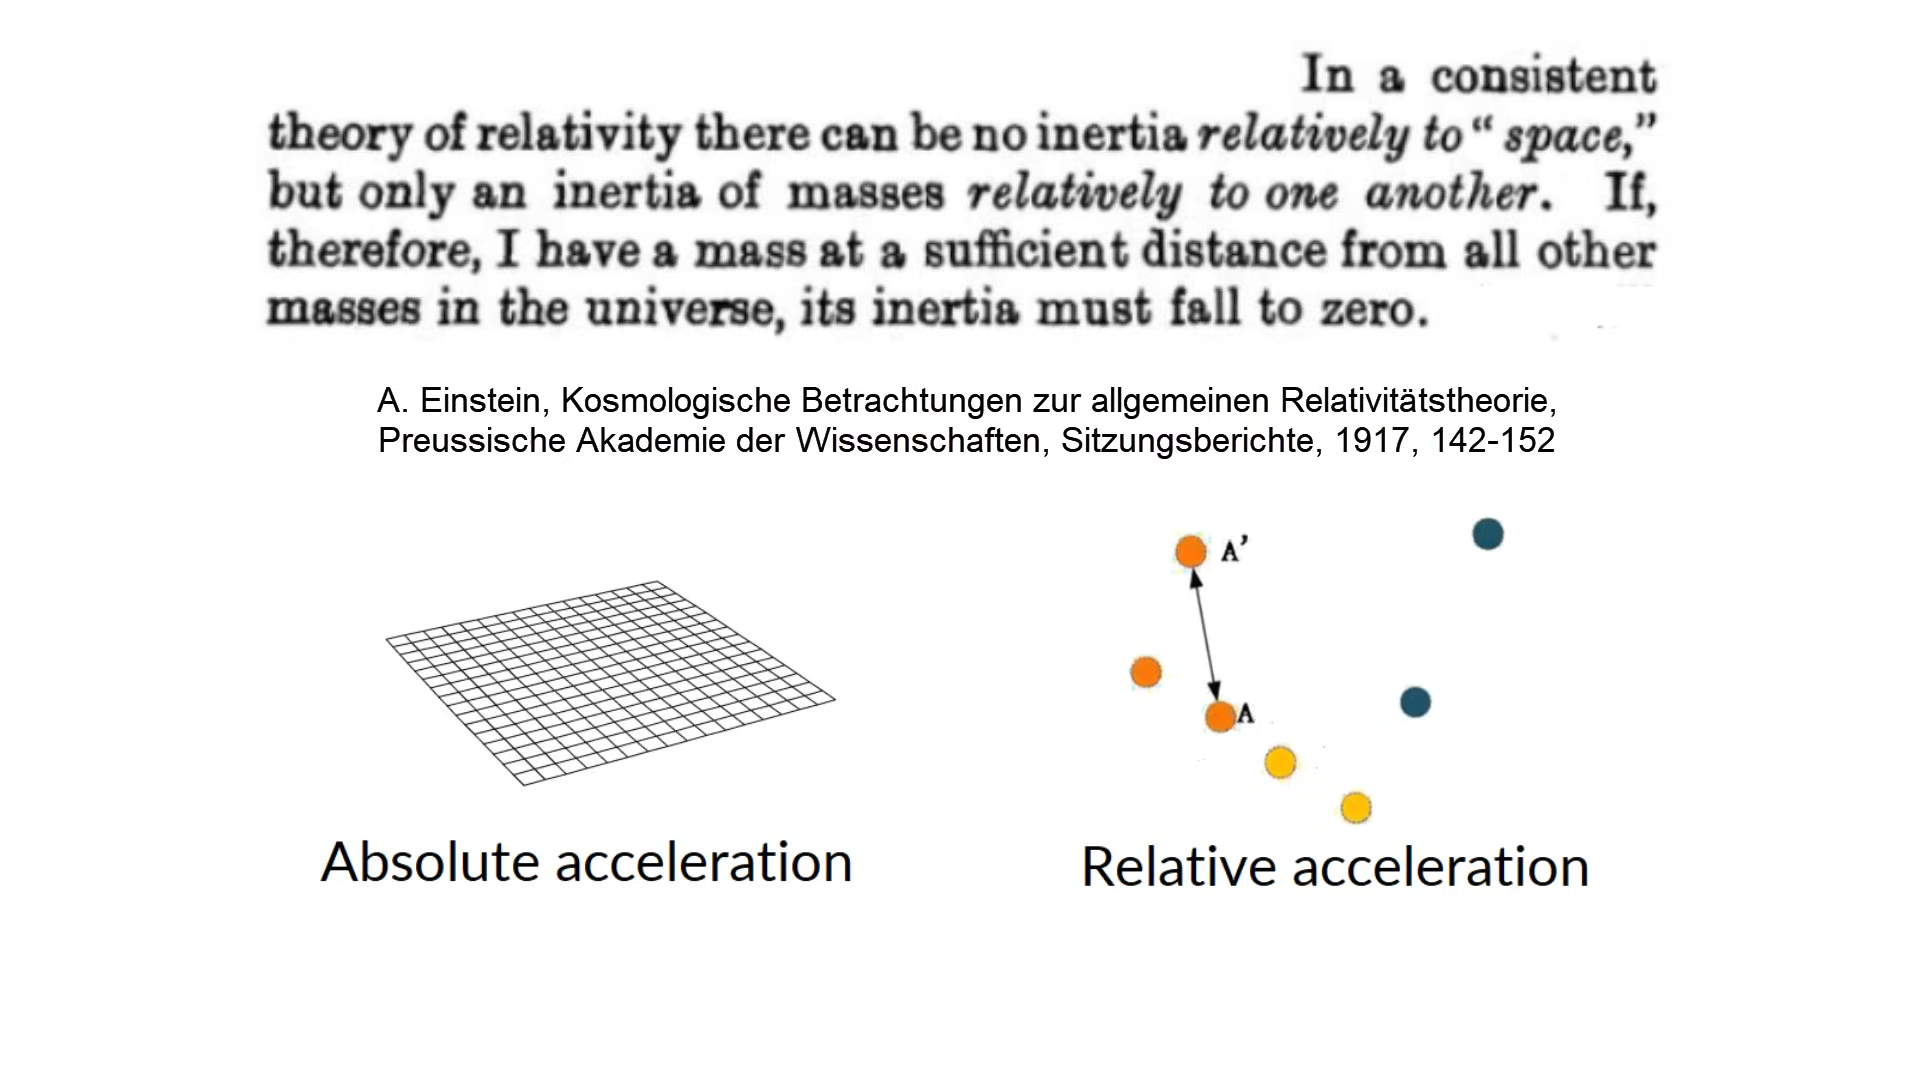 In a consistent
theory of relativity there can be no inertia relatively to “ space,”
but only an inertia of masses relatively to one another. If,
therefore, I have a mass at a sufficient distance from all other
masses in the universe, its inertia must fall to zero.
A. Einstein, Kosmologische Betrachtungen zur allgemeinen Relativitätstheorie,
Preussische Akademie der Wissenschaften, Sitzungsberichte, 1917, 142-152
A’
A
Absolute acceleration
Relative acceleration